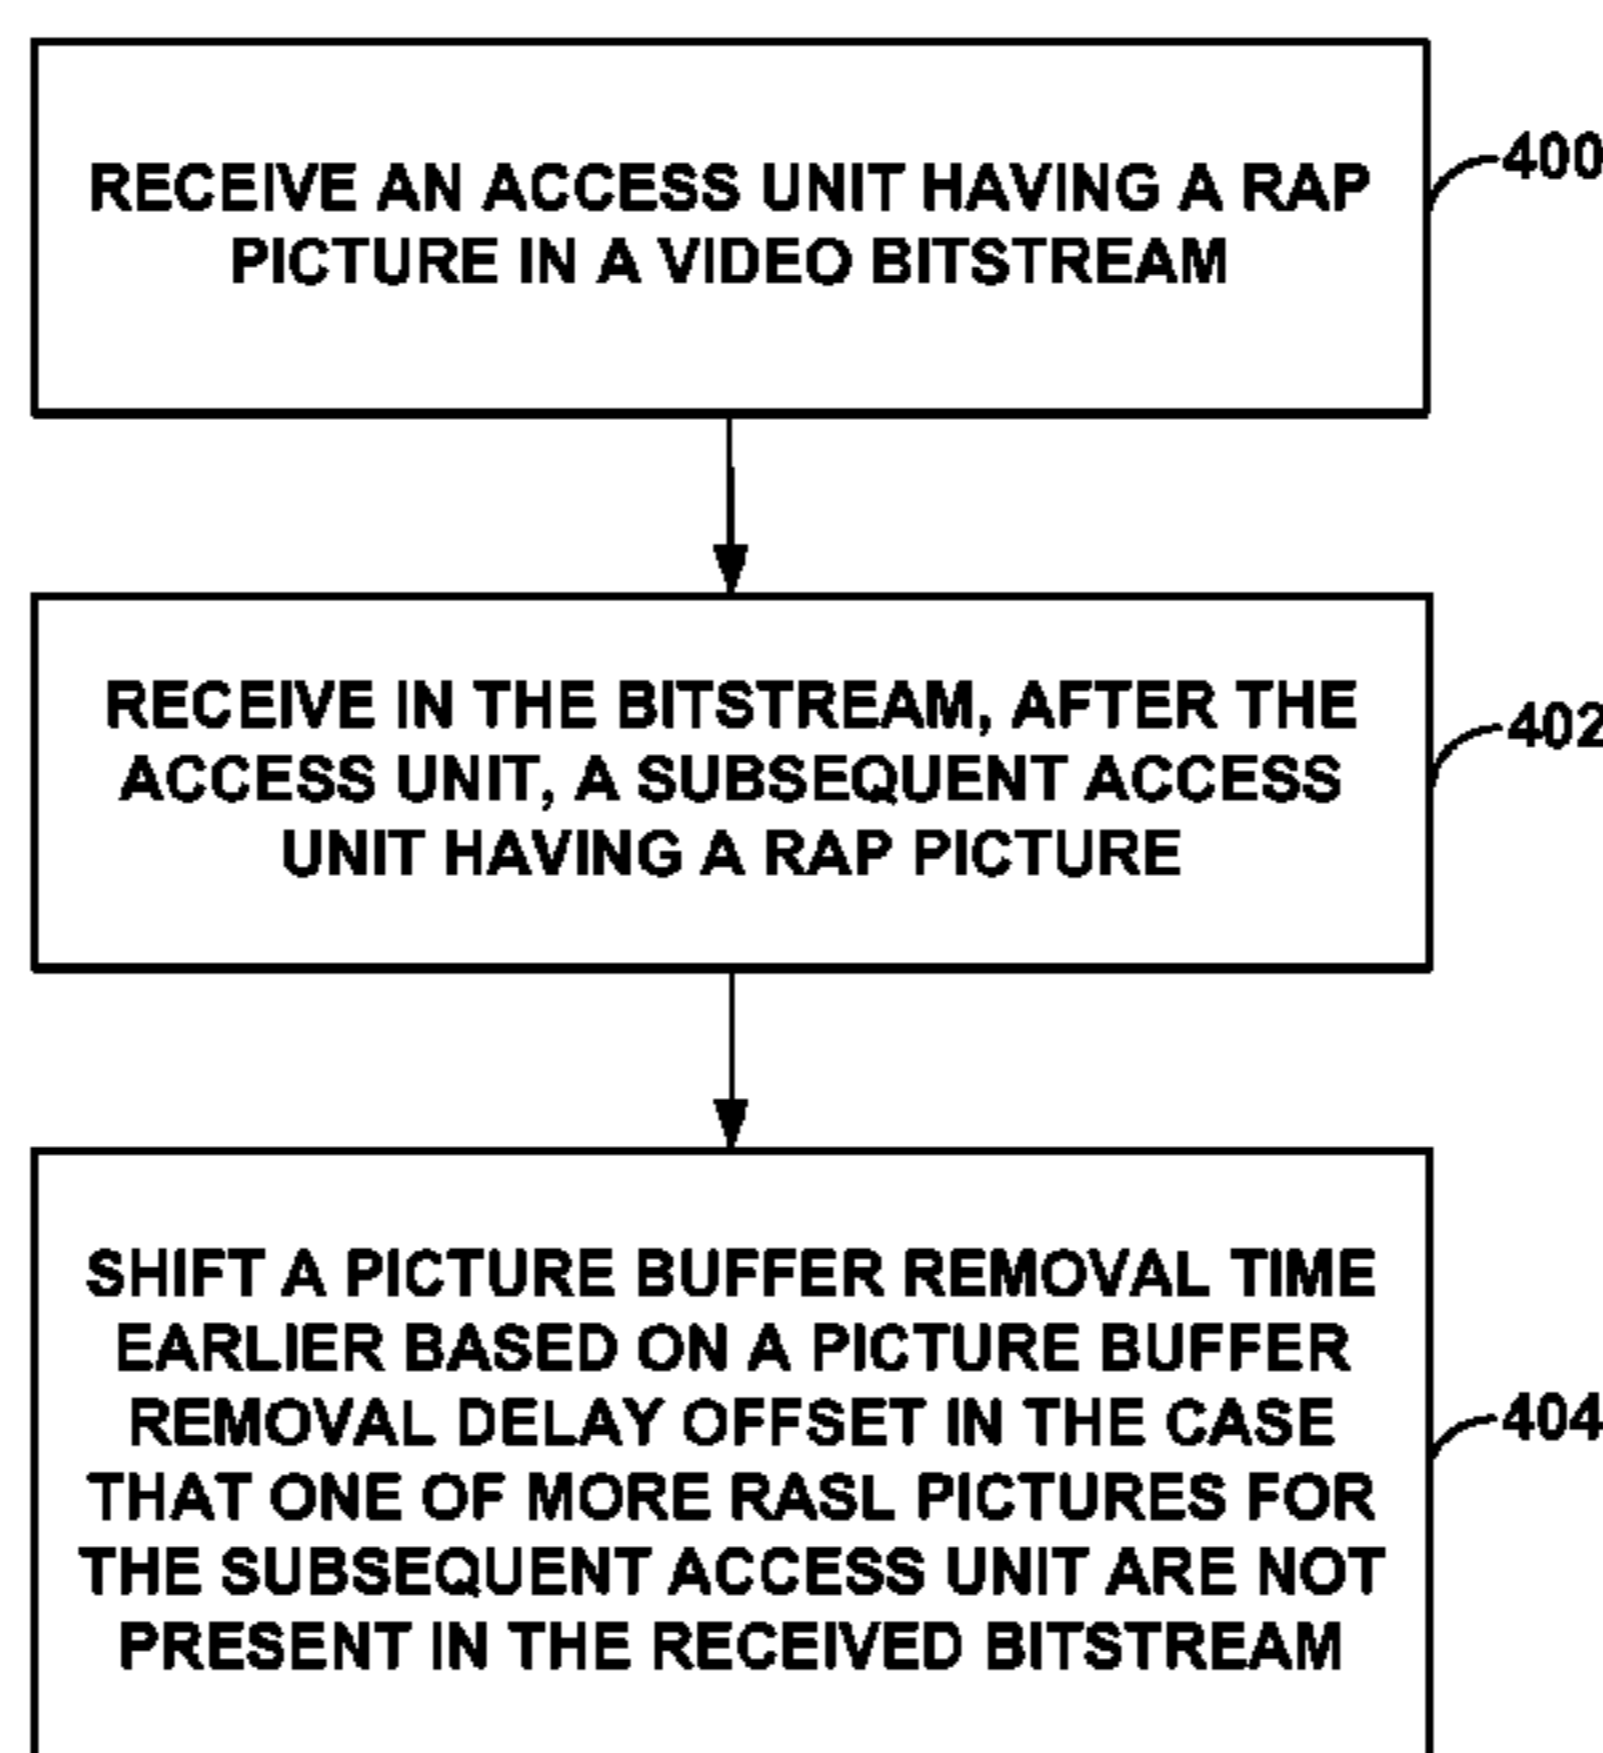 RECEIVE AN ACCESS UNIT HAVING A RAP
PICTURE IN A VIDEO BITSTREAM
400
RECEIVE IN THE BITSTREAM, AFTER THE
ACCESS UNIT, A SUBSEQUENT ACCESS
UNIT HAVING A RAP PICTURE
402
SHIFT A PICTURE BUFFER REMOVAL TIME
EARLIER BASED ON A PICTURE BUFFER
REMOVAL DELAY OFFSET IN THE CASE
THAT ONE OF MORE RASL PICTURES FOR
THE SUBSEQUENT ACCESS UNIT ARE NOT
PRESENT IN THE RECEIVED BITSTREAM
404